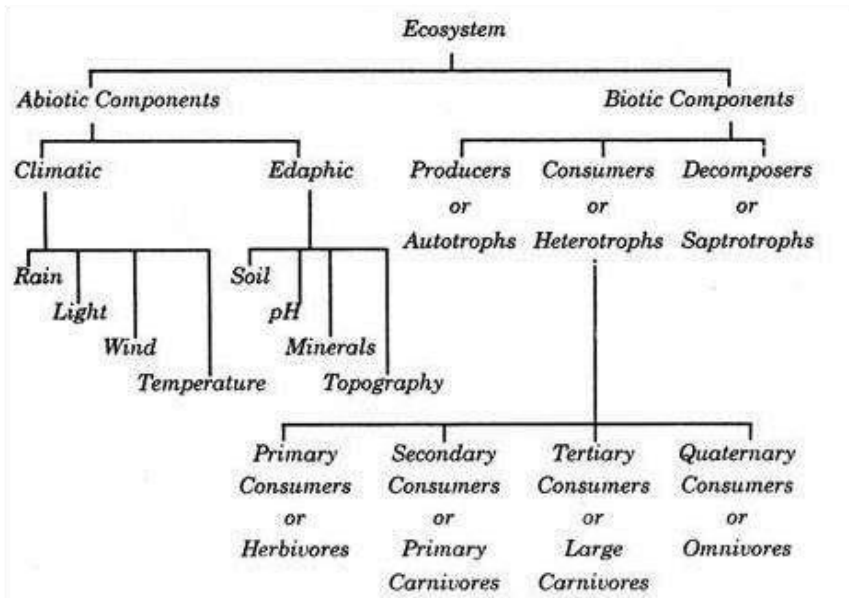 Ecosystem
Abiotic Components
Biotic Components
Climatic
Edaphic
Producers
or
Autotrophs
Consumers
or
Heterotrophs
Decomposers
or
Saptrotrophs
Rain
Light
Wind
Temperature
Soil
pH
Minerals
Topography
Primary
Consumers
or
Herbivores
Secondary
Consumers
or
Primary
Carnivores
Tertiary
Consumers
or
Large
Carnivores
Quaternary
Consumers
or
Omnivores